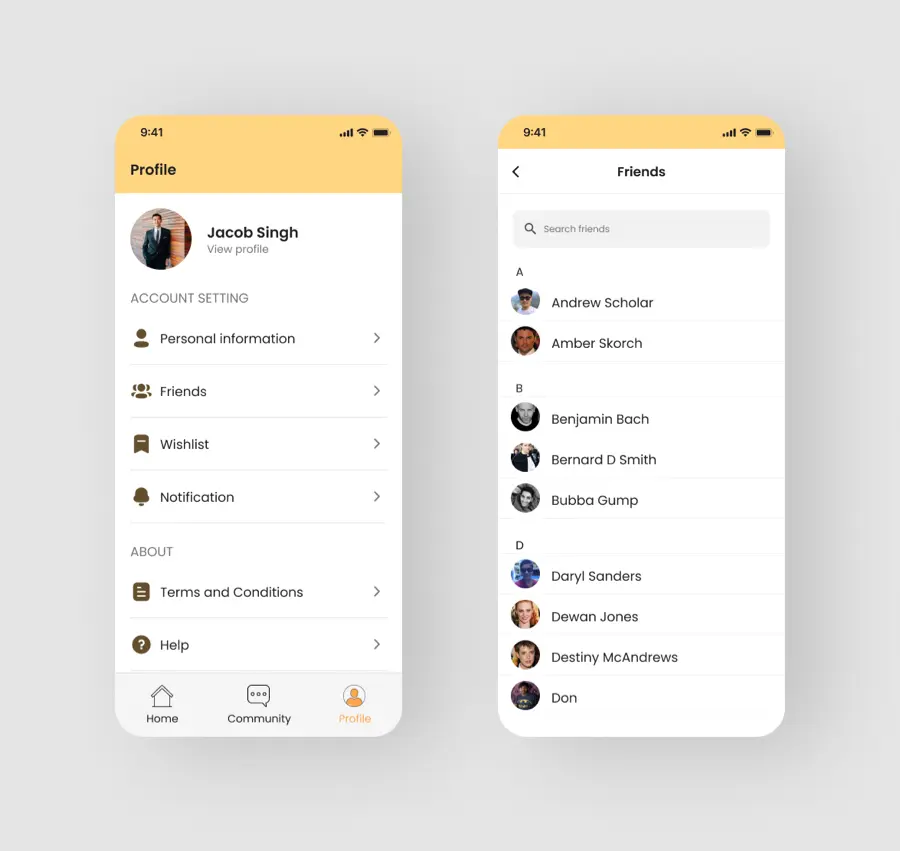 9:41
Profile
Jacob Singh
View profile
ACCOUNT SETTING
Personal information
Friends
Wishlist
Notification
ABOUT
Terms and Conditions
Help
Home
Community
Profile
9:41
Friends
Search friends
A
Andrew Scholar
Amber Skorch
B
Benjamin Bach
Bernard D Smith
Bubba Gump
D
Daryl Sanders
Dewan Jones
Destiny McAndrews
Don